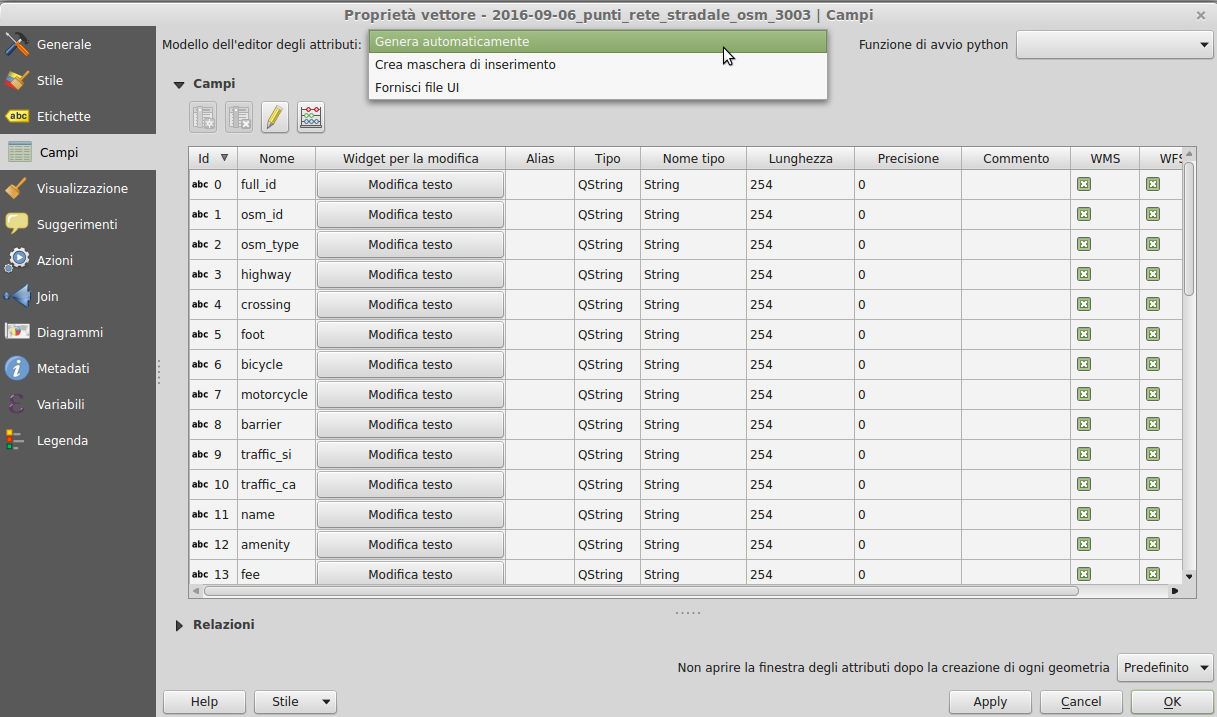 Proprietà vettore - 2016-09-06_punti_rete_stradale_osm_3003 | Campi
Generale
Stile
Etichette
Campi
Visualizzazione
Suggerimenti
Azioni
Join
Diagrammi
Metadati
Variabili
Legenda
Modello dell'editor degli attributi:
Genera automaticamente
Crea maschera di inserimento
Fornisci file UI
Funzione di avvio python
Campi
Id Nome Widget per la modifica Alias Tipo Nome tipo Lunghezza Precisione Commento WMS WFS
abc 0 full_id Modifica testo QString String 254 0
abc 1 osm_id Modifica testo QString String 254 0
abc 2 osm_type Modifica testo QString String 254 0
abc 3 highway Modifica testo QString String 254 0
abc 4 crossing Modifica testo QString String 254 0
abc 5 foot Modifica testo QString String 254 0
abc 6 bicycle Modifica testo QString String 254 0
abc 7 motorcycle Modifica testo QString String 254 0
abc 8 barrier Modifica testo QString String 254 0
abc 9 traffic_si Modifica testo QString String 254 0
abc 10 traffic_ca Modifica testo QString String 254 0
abc 11 name Modifica testo QString String 254 0
abc 12 amenity Modifica testo QString String 254 0
abc 13 fee Modifica testo QString String 254 0
Relazioni
Non aprire la finestra degli attributi dopo la creazione di ogni geometria Predefinito
Help Stile Apply Cancel OK